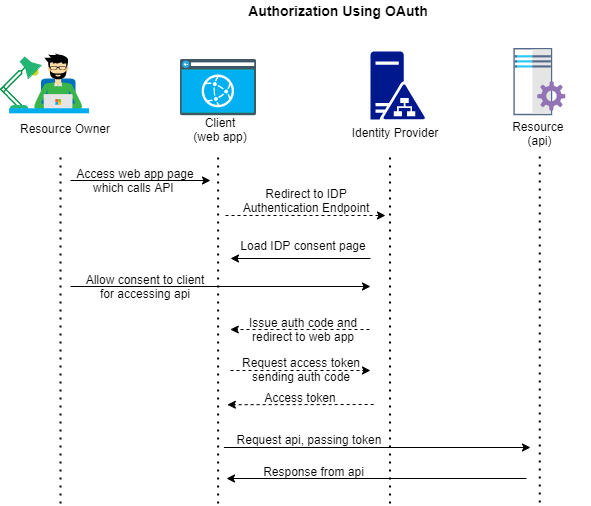 Authorization Using OAuth
Resource Owner
Client
(web app)
Identity Provider
Resource
(api)
Access web app page
which calls API
Redirect to IDP
Authentication Endpoint
Load IDP consent page
Allow consent to client
for accessing api
Issue auth code and
redirect to web app
Request access token
sending auth code
Access token
Request api, passing token
Response from api